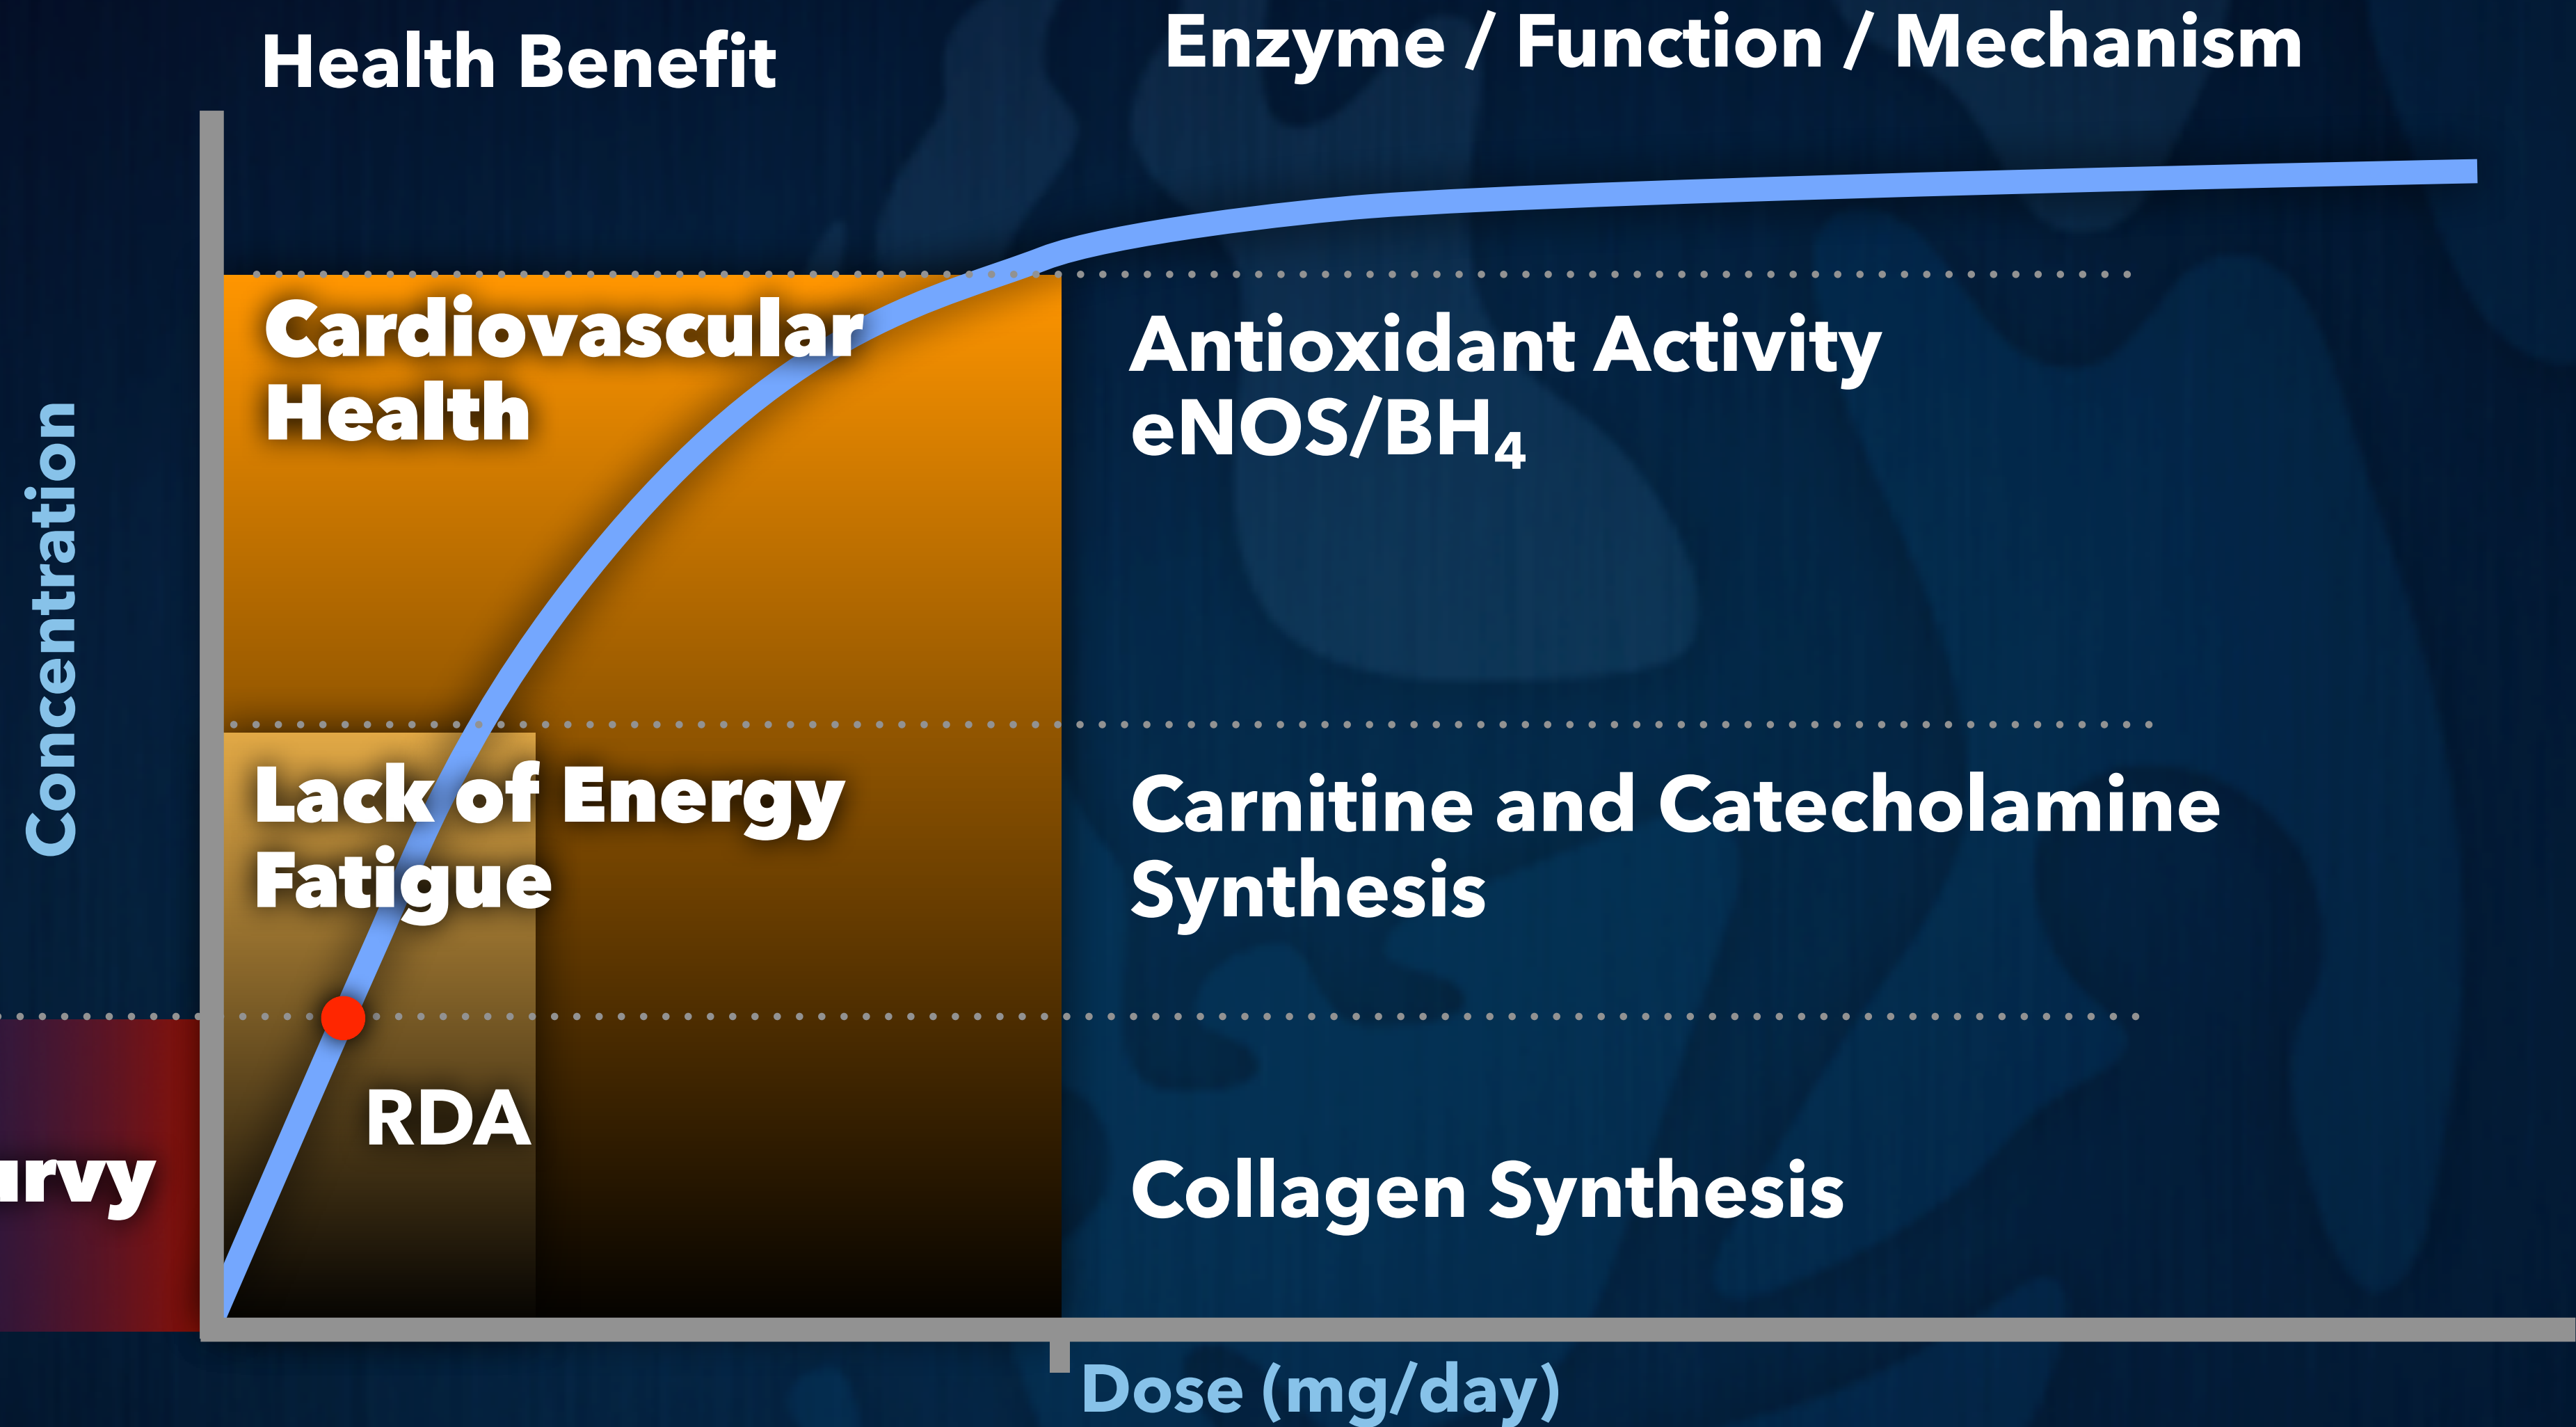 Health Benefit
Enzyme / Function / Mechanism
Concentration
Cardiovascular
Health
Antioxidant Activity
eNOS/BH₄
Lack of Energy
Fatigue
Carnitine and Catecholamine
Synthesis
RDA
Collagen Synthesis
Dose (mg/day)